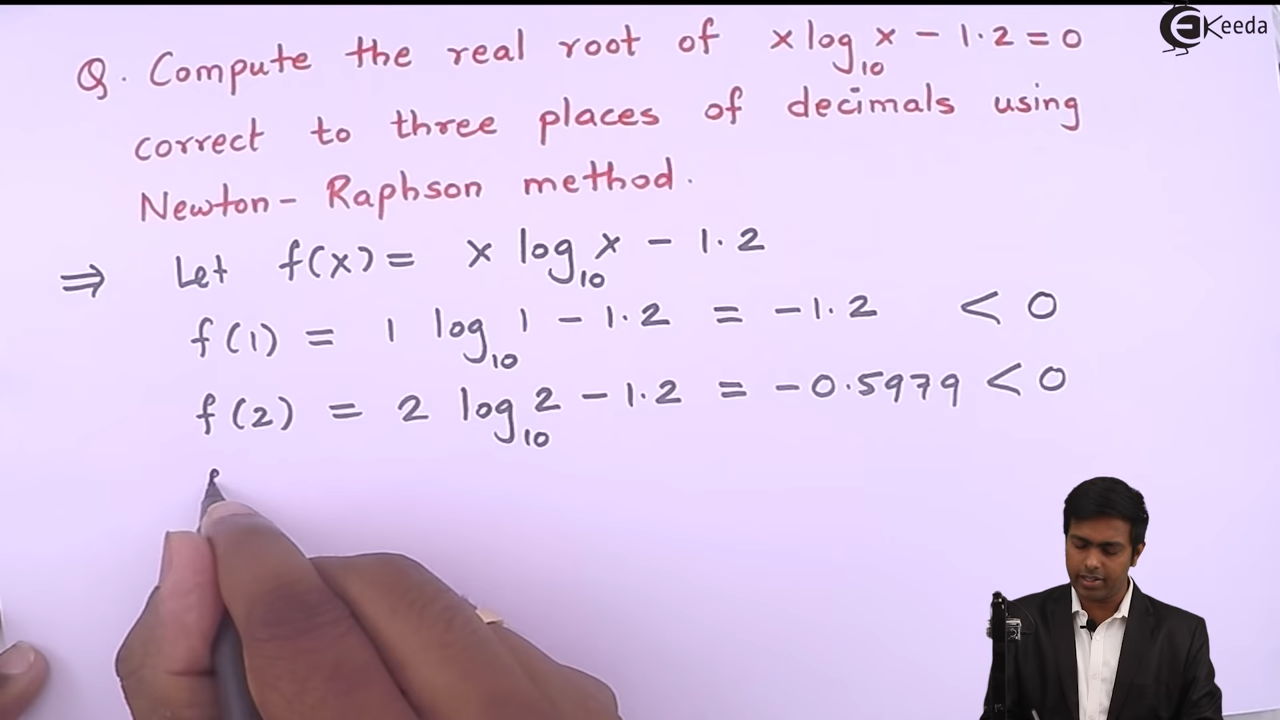 Q. Compute the real root of x log₁₀ x - 1.2 = 0
correct to three places of decimals using
Newton-Raphson method.
⇒ Let f(x) = x log₁₀ x - 1.2
f(1) = 1 log₁₀ 1 - 1.2 = -1.2 < 0
f(2) = 2 log₁₀ 2 - 1.2 = -0.5979 < 0
Keeda